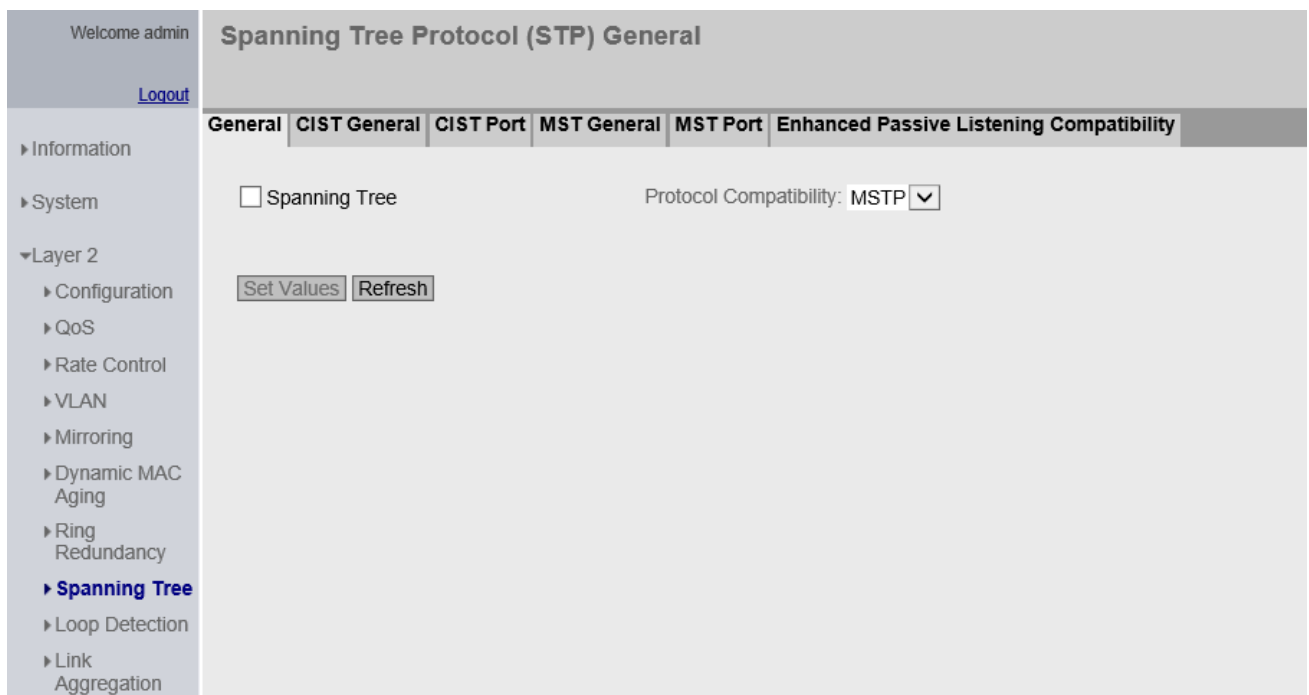 Welcome admin
Logout
Spanning Tree Protocol (STP) General
General CIST General CIST Port MST General MST Port Enhanced Passive Listening Compatibility
Information
System
Layer 2
Configuration
QoS
Rate Control
VLAN
Mirroring
Dynamic MAC
Aging
Ring
Redundancy
Spanning Tree
Loop Detection
Link
Aggregation
Spanning Tree Protocol Compatibility: MSTP
Set Values Refresh